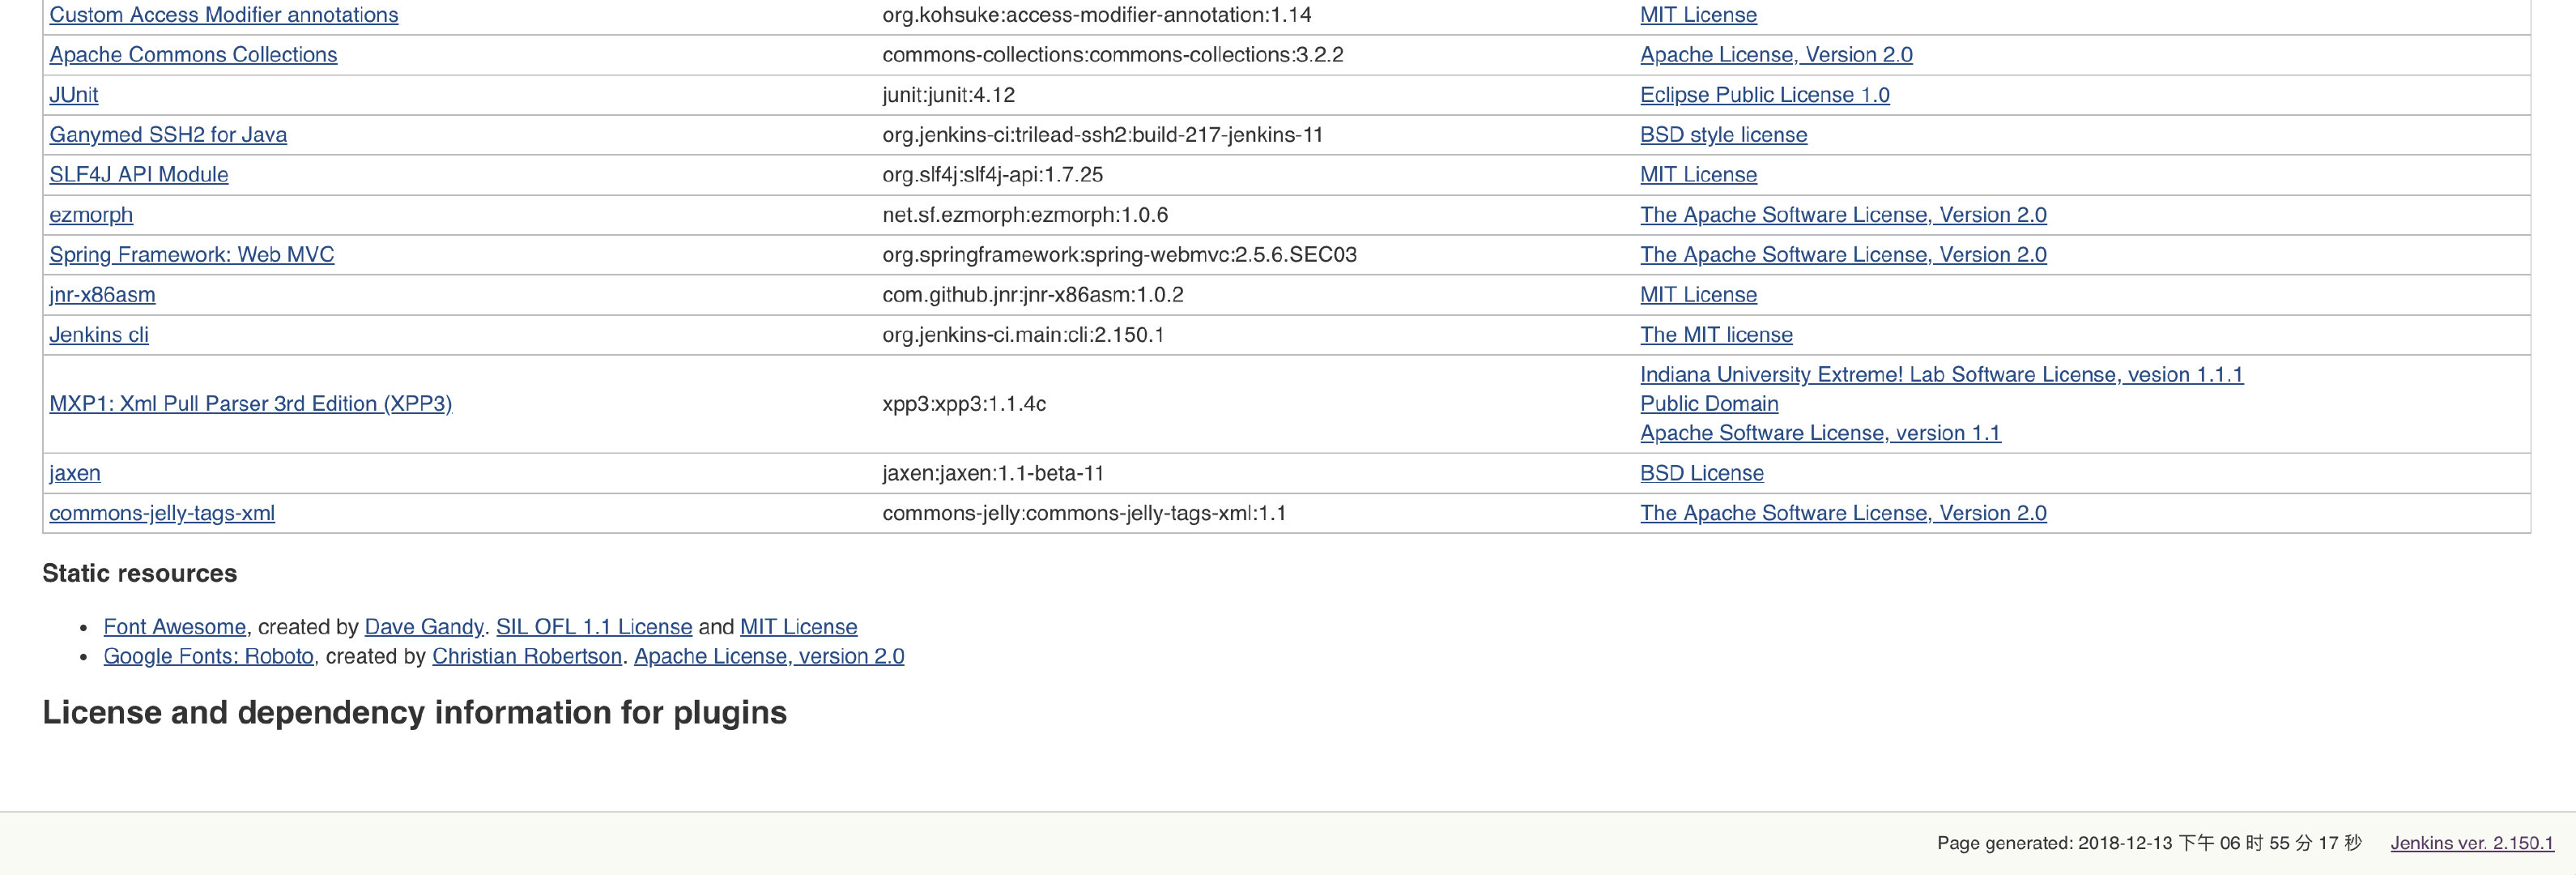 Custom Access Modifier annotations org.kohsuke:access-modifier-annotation:1.14 MIT License
Apache Commons Collections commons-collections:commons-collections:3.2.2 Apache License, Version 2.0
JUnit junit:junit:4.12 Eclipse Public License 1.0
Ganymed SSH2 for Java org.jenkins-ci:trilead-ssh2:build-217-jenkins-11 BSD style license
SLF4J API Module org.slf4j:slf4j-api:1.7.25 MIT License
ezmorph net.sf.ezmorph:ezmorph:1.0.6 The Apache Software License, Version 2.0
Spring Framework: Web MVC org.springframework:spring-webmvc:2.5.6.SEC03 The Apache Software License, Version 2.0
jnr-x86asm com.github.jnr:jnr-x86asm:1.0.2 MIT License
Jenkins cli org.jenkins-ci.main:cli:2.150.1 The MIT license
MXP1: Xml Pull Parser 3rd Edition (XPP3) xpp3:xpp3:1.1.4c Indiana University Extreme! Lab Software License, vesion 1.1.1
Public Domain
Apache Software License, version 1.1
jaxen jaxen:jaxen:1.1-beta-11 BSD License
commons-jelly-tags-xml commons-jelly:commons-jelly-tags-xml:1.1 The Apache Software License, Version 2.0
Static resources
• Font Awesome, created by Dave Gandy. SIL OFL 1.1 License and MIT License
• Google Fonts: Roboto, created by Christian Robertson. Apache License, version 2.0
License and dependency information for plugins
Page generated: 2018-12-13 下午 06 时 55 分 17 秒 Jenkins ver. 2.150.1